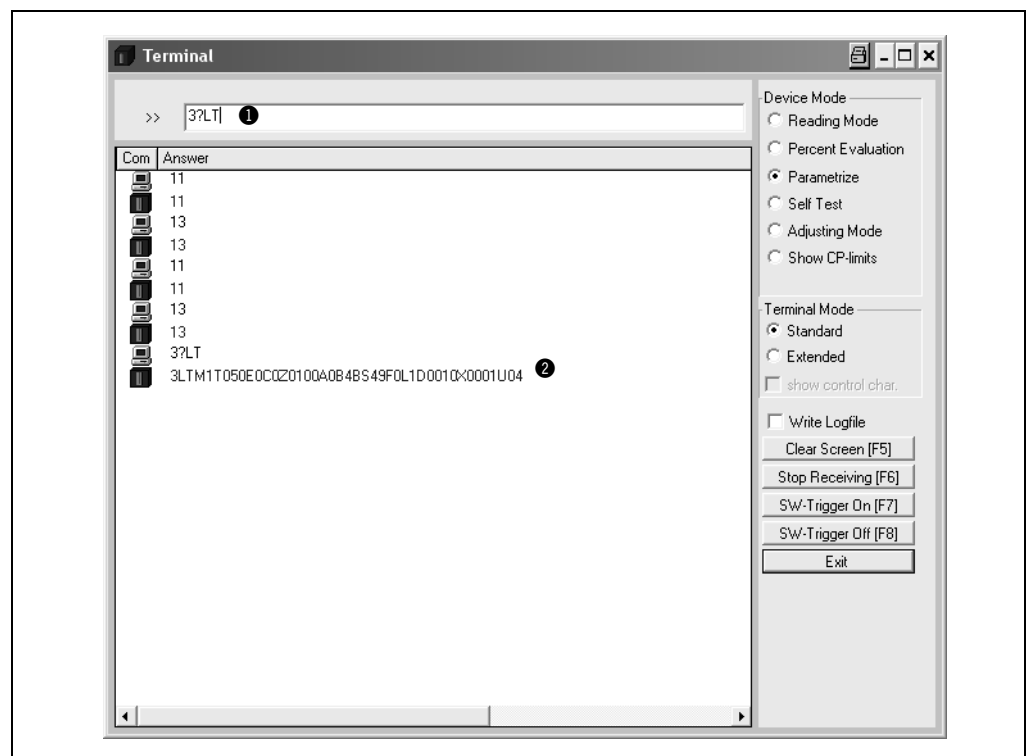 Terminal
>> 3?LT ❶
Com Answer
11
11
13
13
11
11
13
13
3?LT
3LTM1T050E0C0Z0100A0B4BS49F0L1D0010X0001U04 ❷
Device Mode
Reading Mode
Percent Evaluation
Parametrize
Self Test
Adjusting Mode
Show CP-limits
Terminal Mode
Standard
Extended
show control char.
Write Logfile
Clear Screen [F5]
Stop Receiving [F6]
SW-Trigger On [F7]
SW-Trigger Off [F8]
Exit